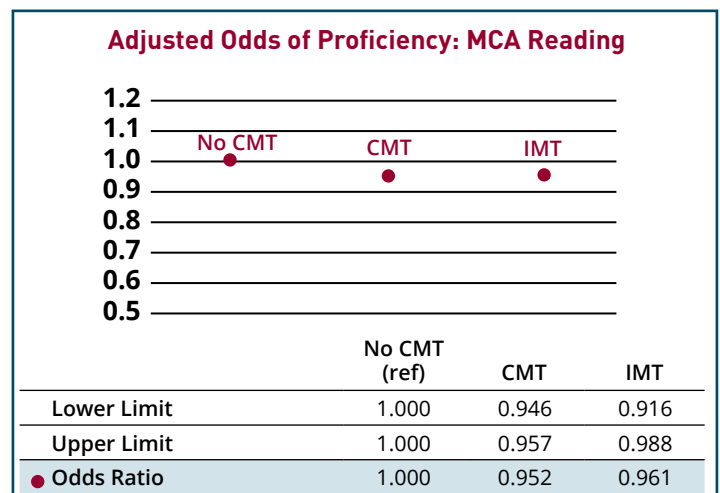 Adjusted Odds of Proficiency: MCA Reading
1.2
1.1
No CMT CMT IMT
1.0
0.9
0.8
0.7
0.6
0.5
No CMT
(ref) CMT IMT
Lower Limit 1.000 0.946 0.916
Upper Limit 1.000 0.957 0.988
Odds Ratio 1.000 0.952 0.961